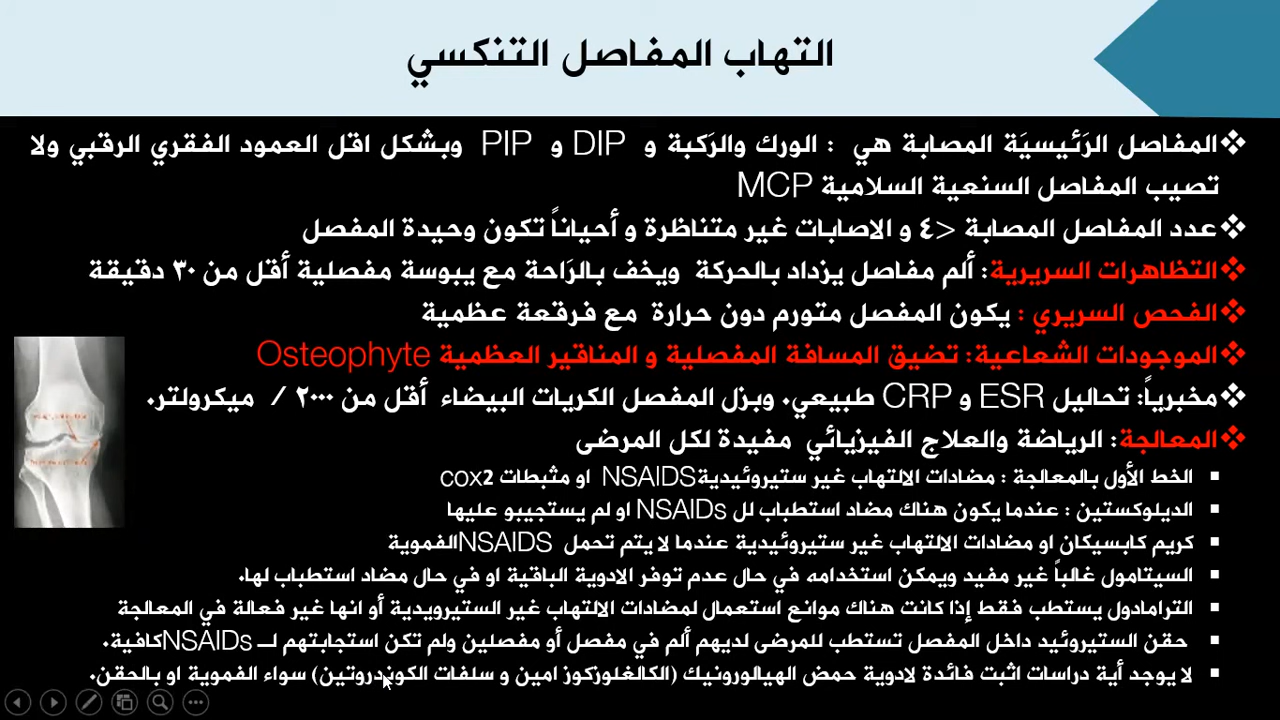 التهاب المفاصل التنكسي
❖المفاصل الرَئيسيَة المصابة هي : الورك والرَكبة و DIP و PIP وبشكل اقل العمود الفقري الرقبي ولا
تصيب المفاصل السنعية السلامية MCP
❖عدد المفاصل المصابة <٤ و الاصابات غير متناظرة و أحياناً تكون وحيدة المفصل
❖التظاهرات السريرية: ألم مفاصل يزداد بالحركة ويخف بالرَاحة مع يبوسة مفصلية أقل من ٣٠ دقيقة
❖الفحص السريري : يكون المفصل متورم دون حرارة مع فرقعة عظمية
❖الموجودات الشعاعية: تضيق المسافة المفصلية و المناقير العظمية Osteophyte
❖مخبرياً: تحاليل ESR و CRP طبيعي. وبزل المفصل الكريات البيضاء أقل من ٢٠٠٠ / ميكرولتر.
❖المعالجة: الرياضة والعلاج الفيزيائي مفيدة لكل المرضى
▪ الخط الأول بالمعالجة : مضادات الالتهاب غير ستيروئيدية NSAIDS او مثبطات cox2
▪ الديلوكستين : عندما يكون هناك مضاد استطباب لل NSAIDs او لم يستجيبو عليها
▪ كريم كابسيكان او مضادات الالتهاب غير ستيروئيدية عندما لا يتم تحمل NSAIDS الفموية
▪ السيتامول غالباً غير مفيد ويمكن استخدامه في حال عدم توفر الادوية الباقية او في حال مضاد استطباب لها.
▪ الترامادول يستطب فقط إذا كانت هناك موانع استعمال لمضادات الالتهاب غير الستيرويدية أو انها غير فعالة في المعالجة
▪ حقن الستيروئيد داخل المفصل تستطب للمرضى لديهم ألم في مفصل أو مفصلين ولم تكن استجابتهم لــ NSAIDs كافية.
▪ لا يوجد أية دراسات اثبت فائدة لادوية حمض الهيالورونيك (الكالغلوزكوز امين و سلفات الكوندروتين) سواء الفموية او بالحقن.